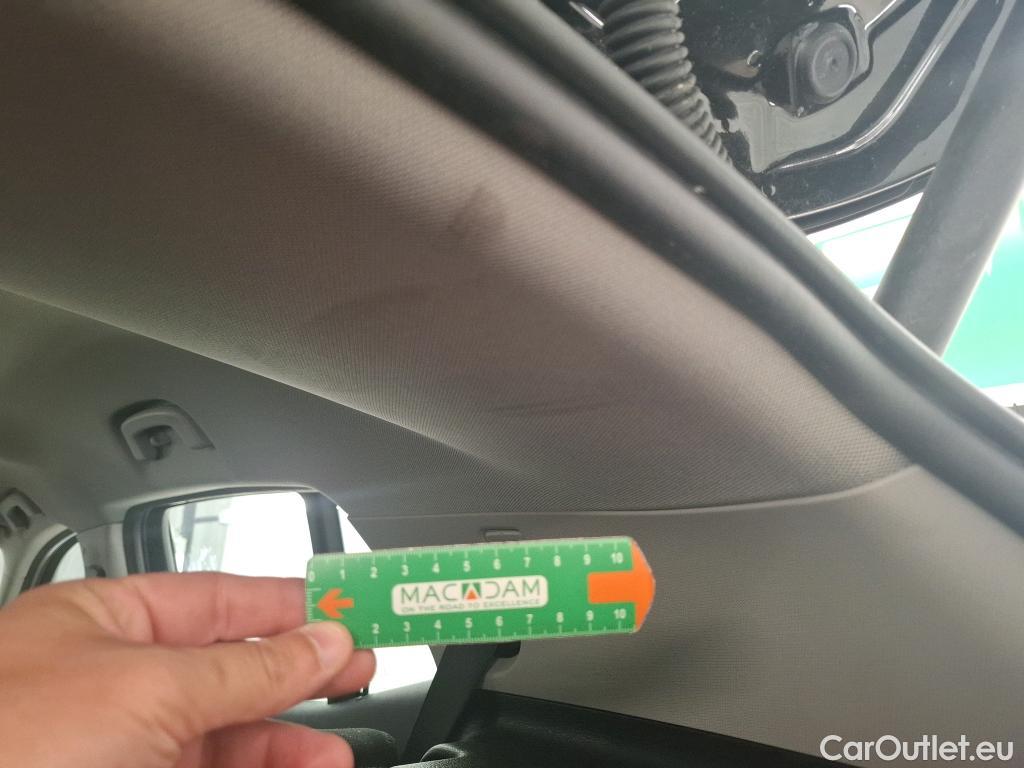 0 1 2 3 4 5 6 7 8 9 10
MACADAM
ON THE ROAD TO EXCELLENCE
2 3 4 5 6 7 8 9 10
CarOutlet.eu